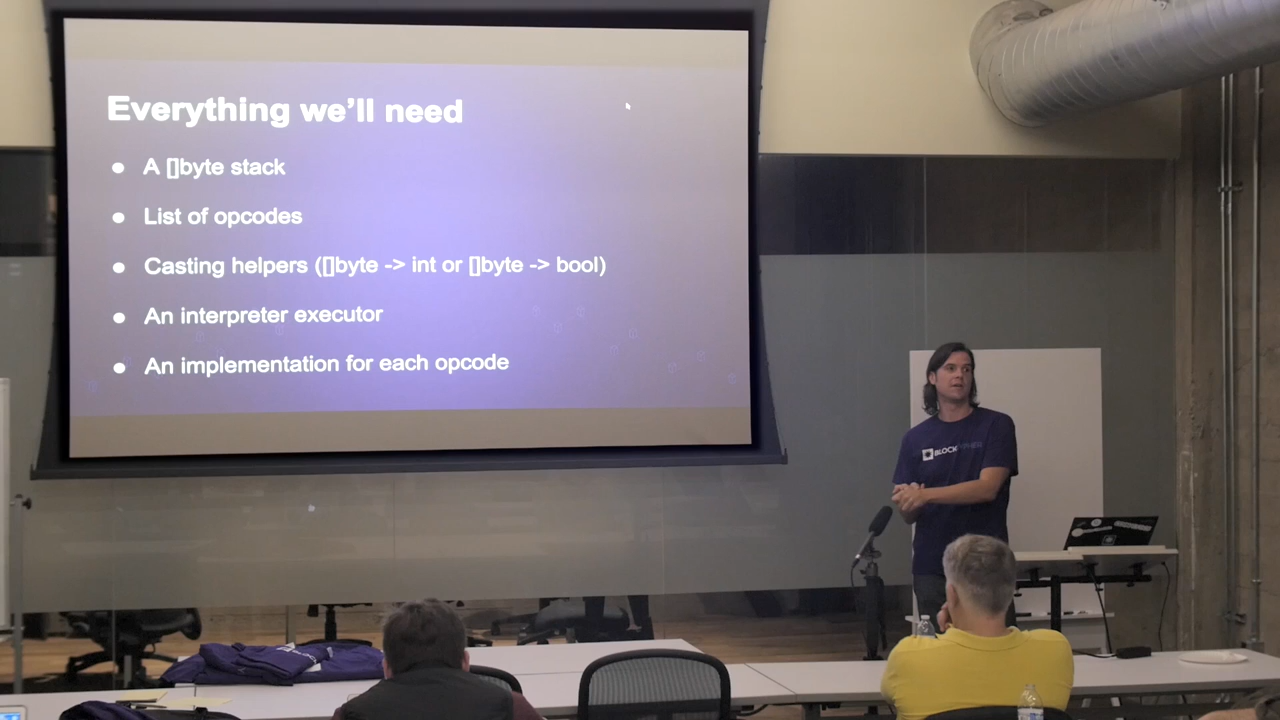 Everything we'll need
● A []byte stack
● List of opcodes
● Casting helpers ([]byte -> int or []byte -> bool)
● An interpreter executor
● An implementation for each opcode
BLOCK